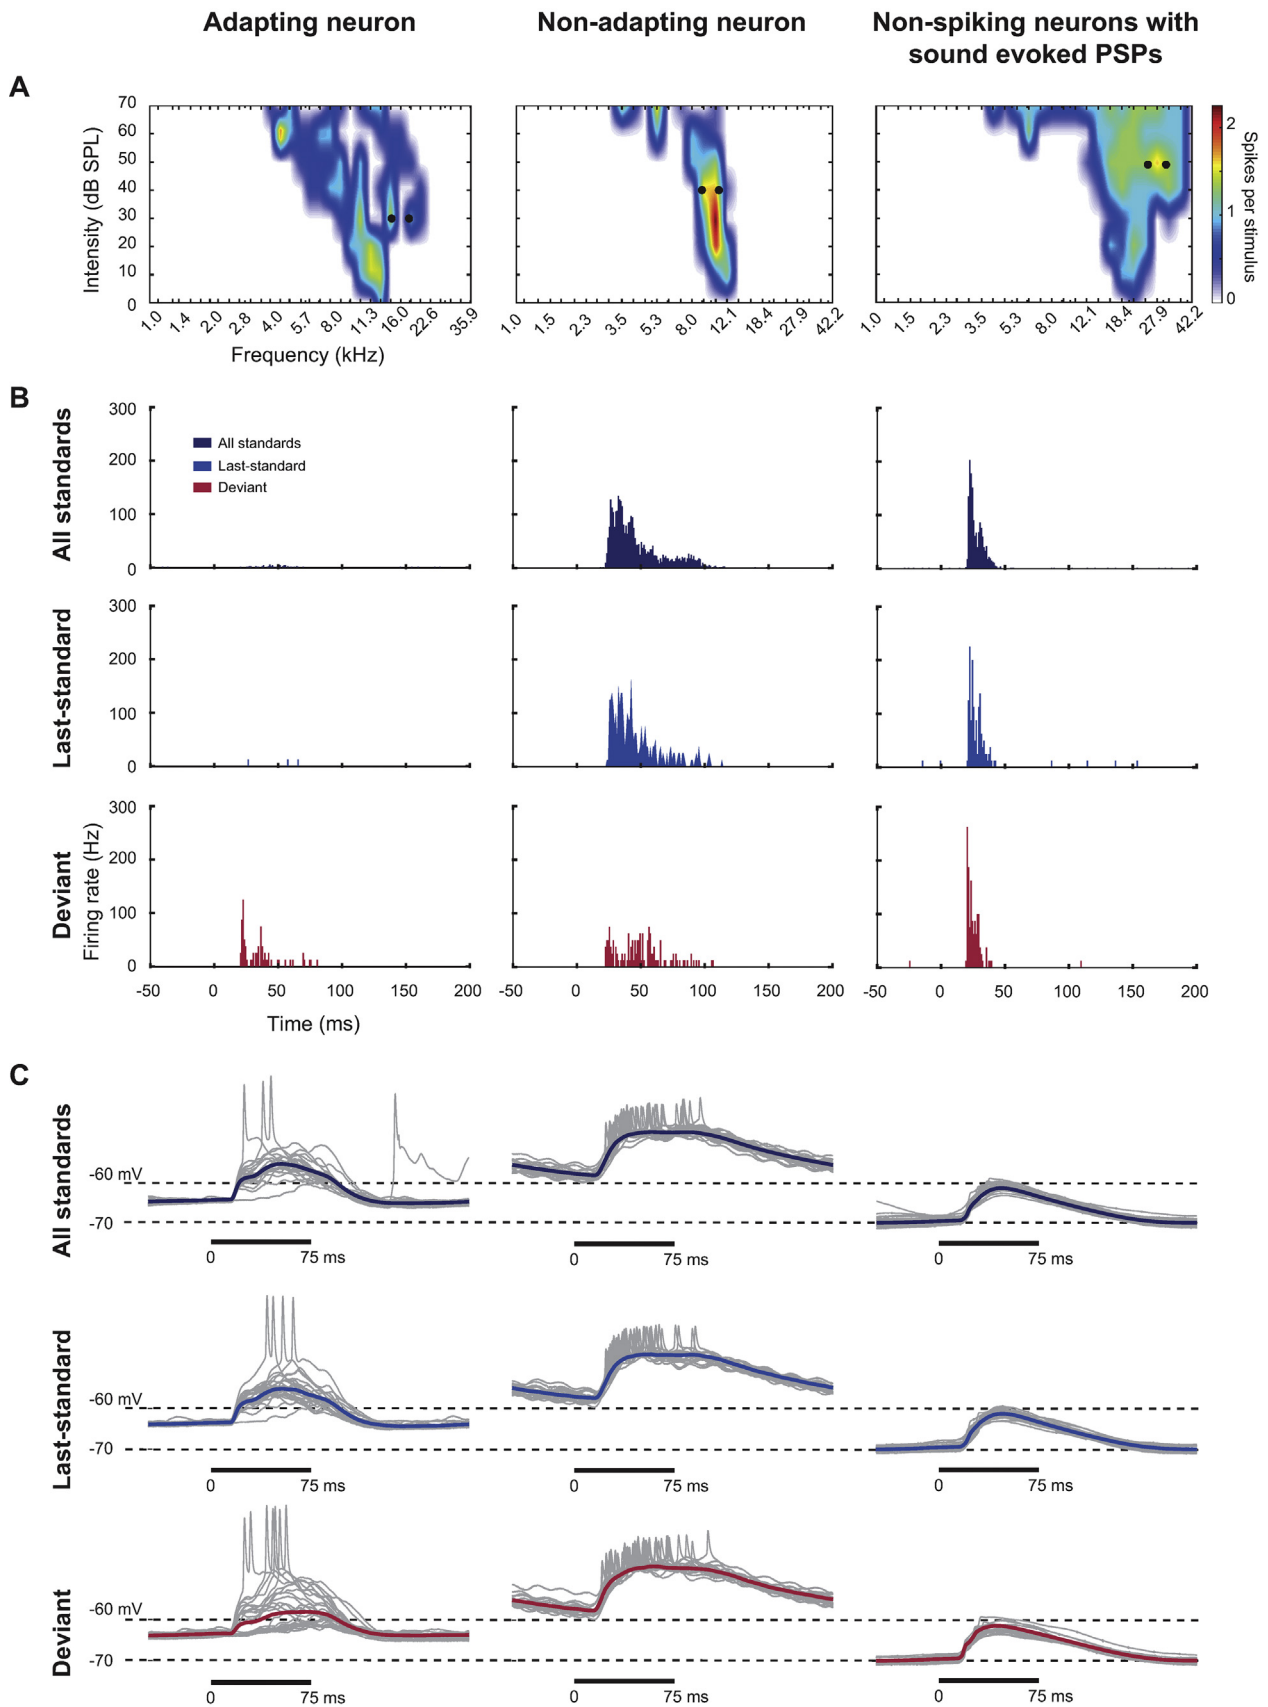 Adapting neuron
Non-adapting neuron
Non-spiking neurons with
sound evoked PSPs
A
Intensity (dB SPL)
70
60
50
40
30
20
10
0
1.0 1.4 2.0 2.8 4.0 5.7 8.0 11.3 16.0 22.6 35.9
Frequency (kHz)
1.0 1.5 2.3 3.5 5.3 8.0 12.1 18.4 27.9 42.2
1.0 1.5 2.3 3.5 5.3 8.0 12.1 18.4 27.9 42.2
2
1
0
Spikes per stimulus
B
All standards
300
200
100
0
All standards
Last-standard
Deviant
Last-standard
300
200
100
0
Deviant
Firing rate (Hz)
300
200
100
0
-50 0 50 100 150 200
-50 0 50 100 150 200
-50 0 50 100 150 200
Time (ms)
C
All standards
-60 mV
-70
0 75 ms
0 75 ms
0 75 ms
Last-standard
-60 mV
-70
0 75 ms
0 75 ms
0 75 ms
Deviant
-60 mV
-70
0 75 ms
0 75 ms
0 75 ms